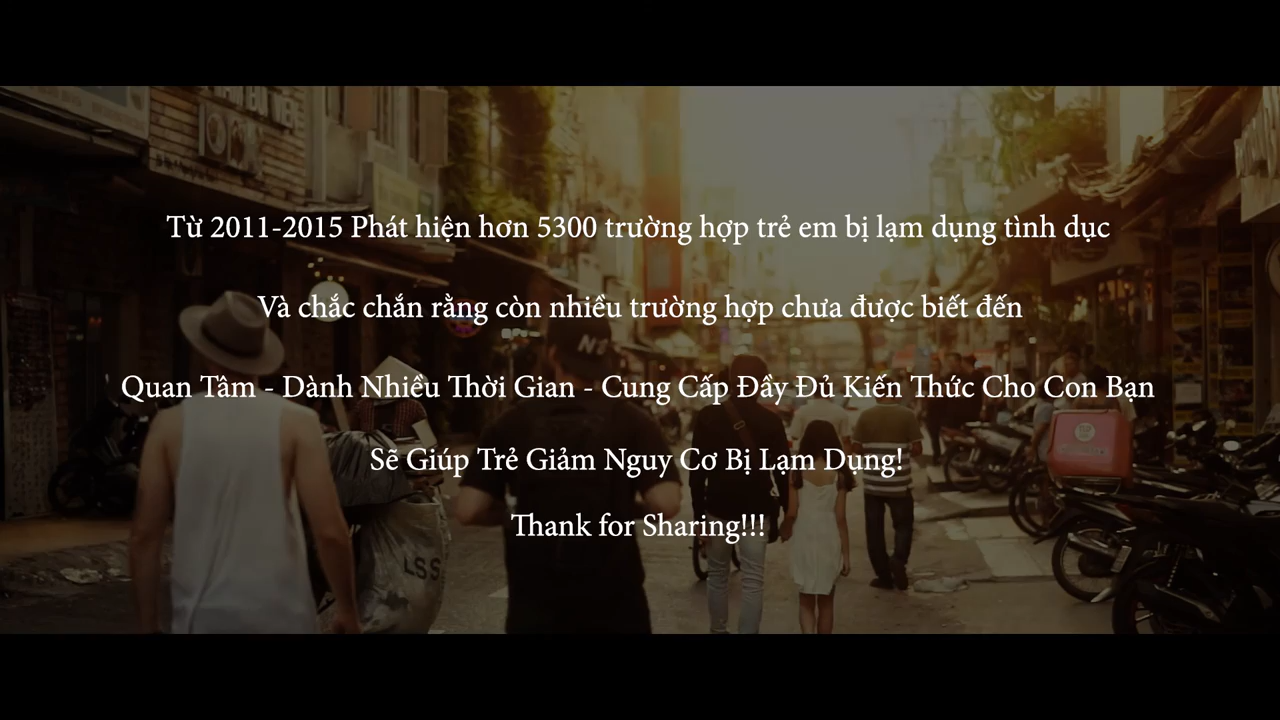 Từ 2011-2015 Phát hiện hơn 5300 trường hợp trẻ em bị lạm dụng tình dục
Và chắc chắn rằng còn nhiều trường hợp chưa được biết đến
Quan Tâm - Dành Nhiều Thời Gian - Cung Cấp Đầy Đủ Kiến Thức Cho Con Bạn
Sẽ Giúp Trẻ Giảm Nguy Cơ Bị Lạm Dụng!
Thank for Sharing!!!
LSS